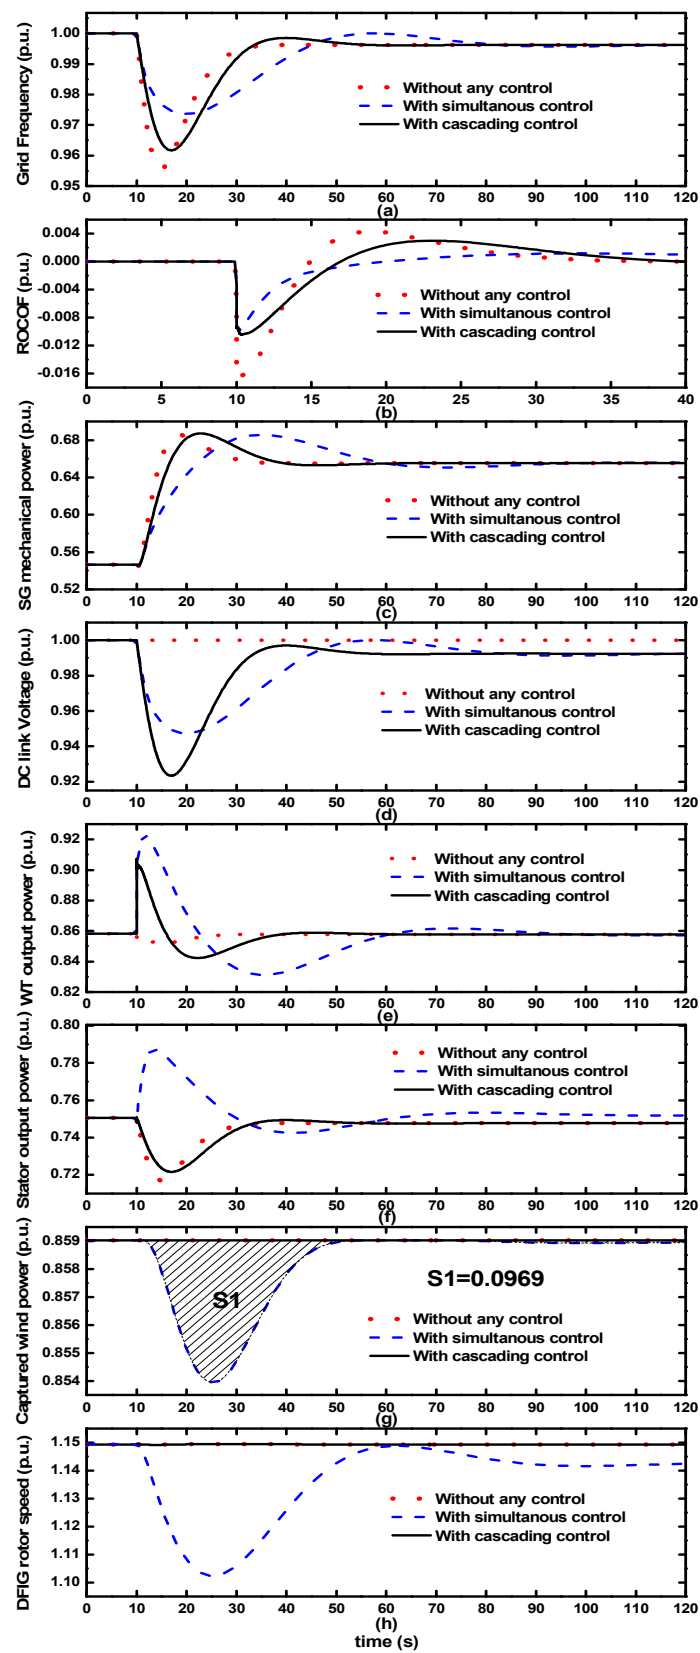 1.00
0.99
0.98
0.97
0.96
0.95
Grid Frequency (p.u.)
Without any control
With simultanous control
With cascading control
0 10 20 30 40 50 60 70 80 90 100 110 120
(a)
0.004
0.000
-0.004
-0.008
-0.012
-0.016
ROCOF (p.u.)
Without any control
With simultanous control
With cascading control
0 5 10 15 20 25 30 35 40
(b)
0.68
0.64
0.60
0.56
0.52
SG mechanical power (p.u.)
Without any control
With simultanous control
With cascading control
0 10 20 30 40 50 60 70 80 90 100 110 120
(c)
1.00
0.98
0.96
0.94
0.92
DC link Voltage (p.u.)
Without any control
With simultanous control
With cascading control
0 10 20 30 40 50 60 70 80 90 100 110 120
(d)
0.92
0.90
0.88
0.86
0.84
0.82
WT output power (p.u.)
Without any control
With simultanous control
With cascading control
0 10 20 30 40 50 60 70 80 90 100 110 120
(e)
0.80
0.78
0.76
0.74
0.72
Stator output power (p.u.)
Without any control
With simultanous control
With cascading control
0 10 20 30 40 50 60 70 80 90 100 110 120
(f)
0.859
0.858
0.857
0.856
0.855
0.854
Captured wind power (p.u.)
S1
S1=0.0969
Without any control
With simultanous control
With cascading control
0 10 20 30 40 50 60 70 80 90 100 110 120
(g)
1.15
1.14
1.13
1.12
1.11
1.10
DFIG rotor speed (p.u.)
Without any control
With simultanous control
With cascading control
0 10 20 30 40 50 60 70 80 90 100 110 120
(h)
time (s)